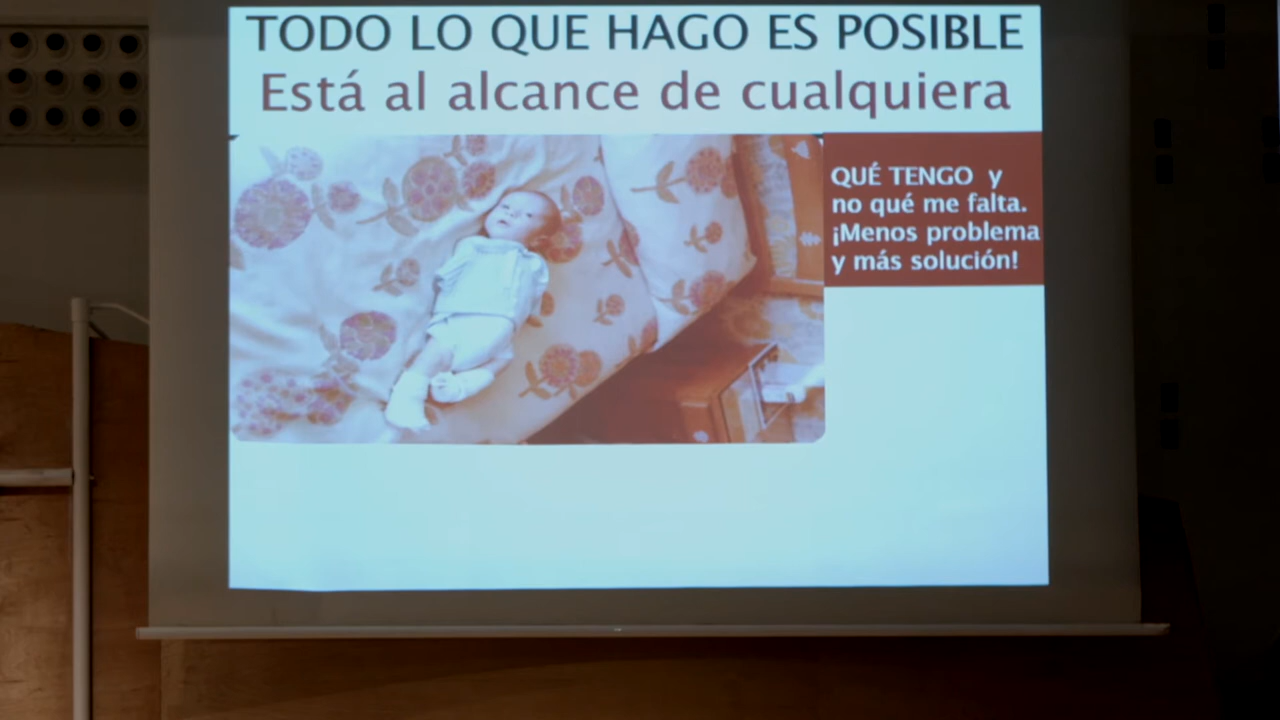 TODO LO QUE HAGO ES POSIBLE
Está al alcance de cualquiera
QUÉ TENGO y
no qué me falta.
¡Menos problema
y más solución!